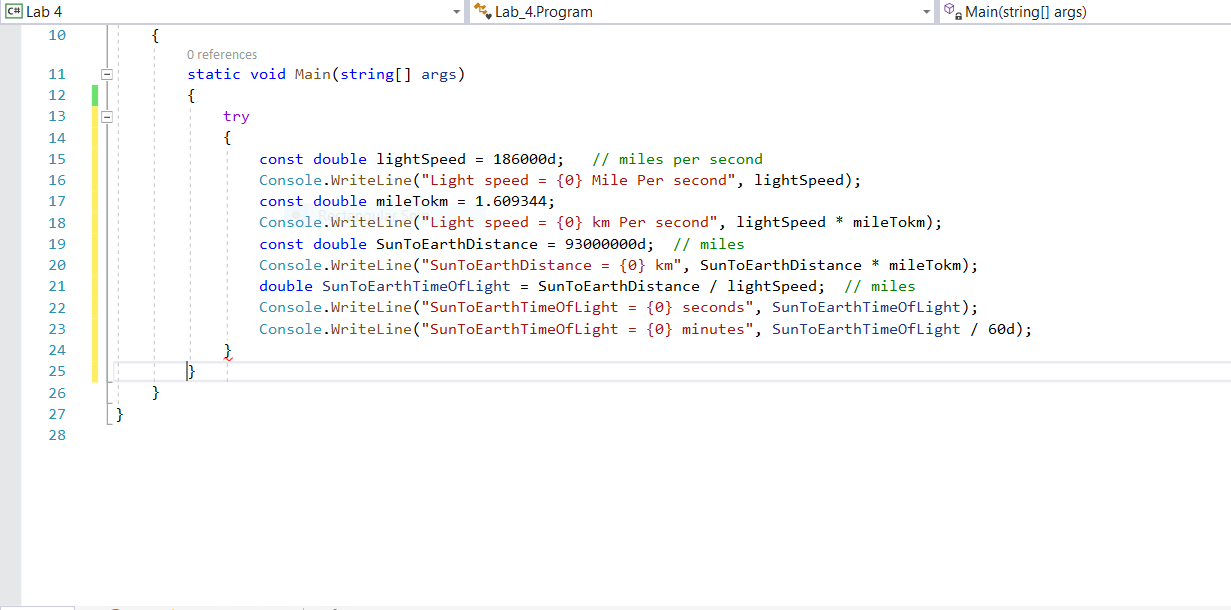 C# Lab 4 Lab_4.Program Main(string[] args)
10 {
0 references
11 static void Main(string[] args)
12 {
13 try
14 {
15 const double lightSpeed = 186000d; // miles per second
16 Console.WriteLine("Light speed = {0} Mile Per second", lightSpeed);
17 const double mileTokm = 1.609344;
18 Console.WriteLine("Light speed = {0} km Per second", lightSpeed * mileTokm);
19 const double SunToEarthDistance = 93000000d; // miles
20 Console.WriteLine("SunToEarthDistance = {0} km", SunToEarthDistance * mileTokm);
21 double SunToEarthTimeOfLight = SunToEarthDistance / lightSpeed; // miles
22 Console.WriteLine("SunToEarthTimeOfLight = {0} seconds", SunToEarthTimeOfLight);
23 Console.WriteLine("SunToEarthTimeOfLight = {0} minutes", SunToEarthTimeOfLight / 60d);
24 }
25 }
26 }
27 }
28